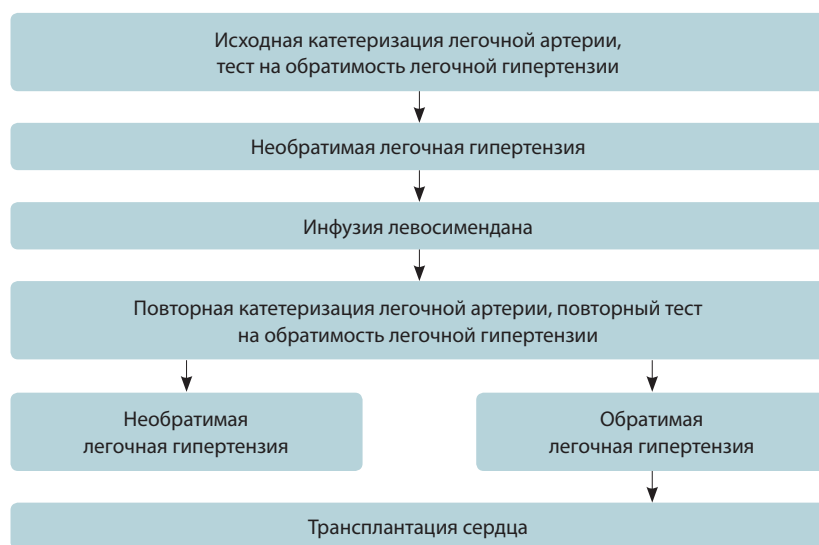 Исходная катетеризация легочной артерии,
тест на обратимость легочной гипертензии
Необратимая легочная гипертензия
Инфузия левосимендана
Повторная катетеризация легочной артерии, повторный тест
на обратимость легочной гипертензии
Необратимая
легочная гипертензия
Обратимая
легочная гипертензия
Трансплантация сердца